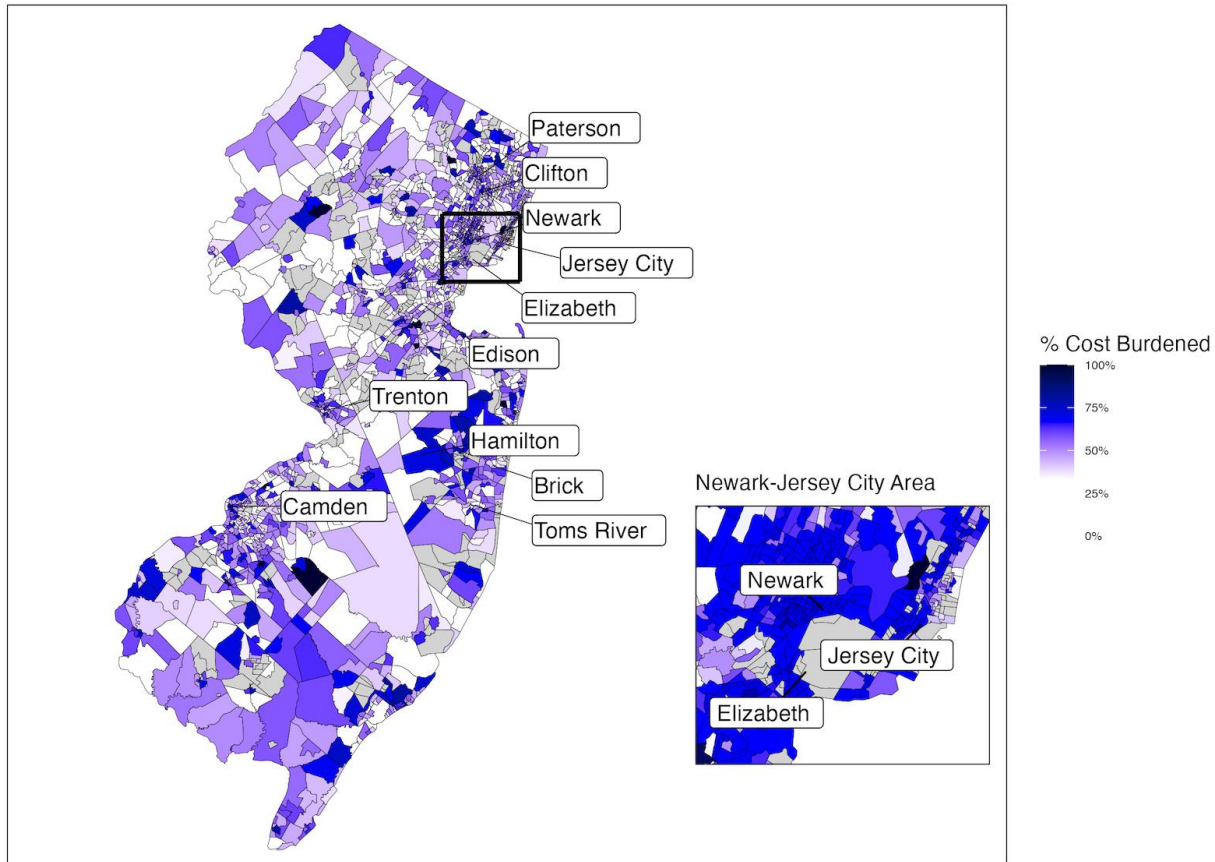 Paterson
Clifton
Newark
Jersey City
Elizabeth
Edison
Trenton
Hamilton
Brick
Camden
Toms River
% Cost Burdened
100%
75%
50%
25%
0%
Newark-Jersey City Area
Newark
Jersey City
Elizabeth